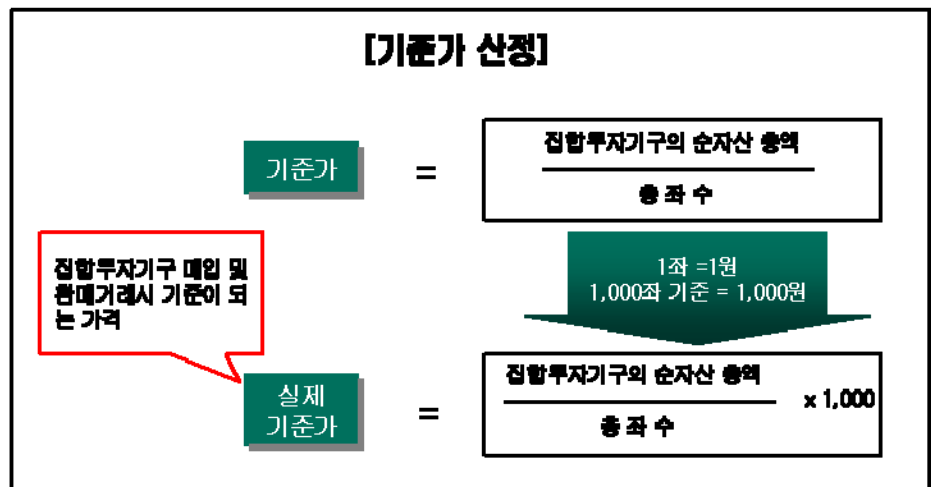 [기준가 산정]
기준가
=
집합투자기구의 순자산 총액
총 좌 수
1좌 =1원
1,000좌 기준 = 1,000원
집합투자기구 매입 및
환매거래시 기준이 되
는 가격
실제
기준가
=
집합투자기구의 순자산 총액
총 좌 수
x 1,000